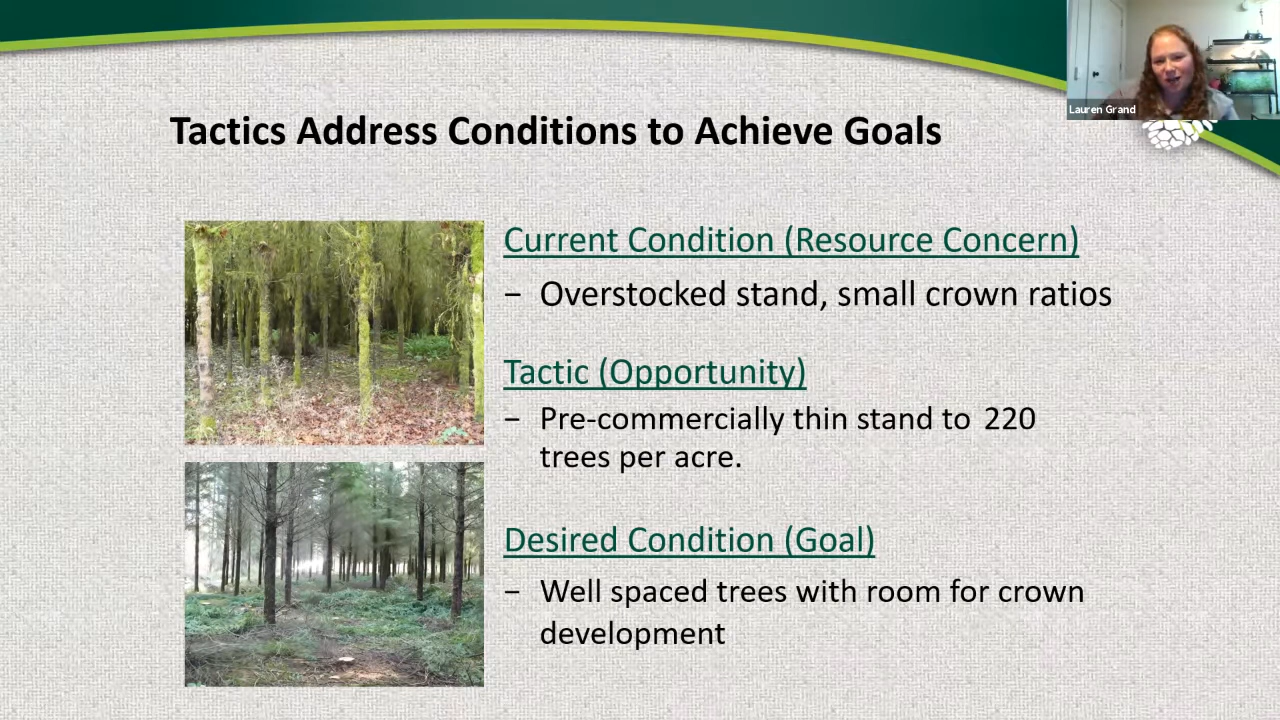 Lauren Grand
Tactics Address Conditions to Achieve Goals
Current Condition (Resource Concern)
− Overstocked stand, small crown ratios
Tactic (Opportunity)
− Pre-commercially thin stand to 220
trees per acre.
Desired Condition (Goal)
− Well spaced trees with room for crown
development